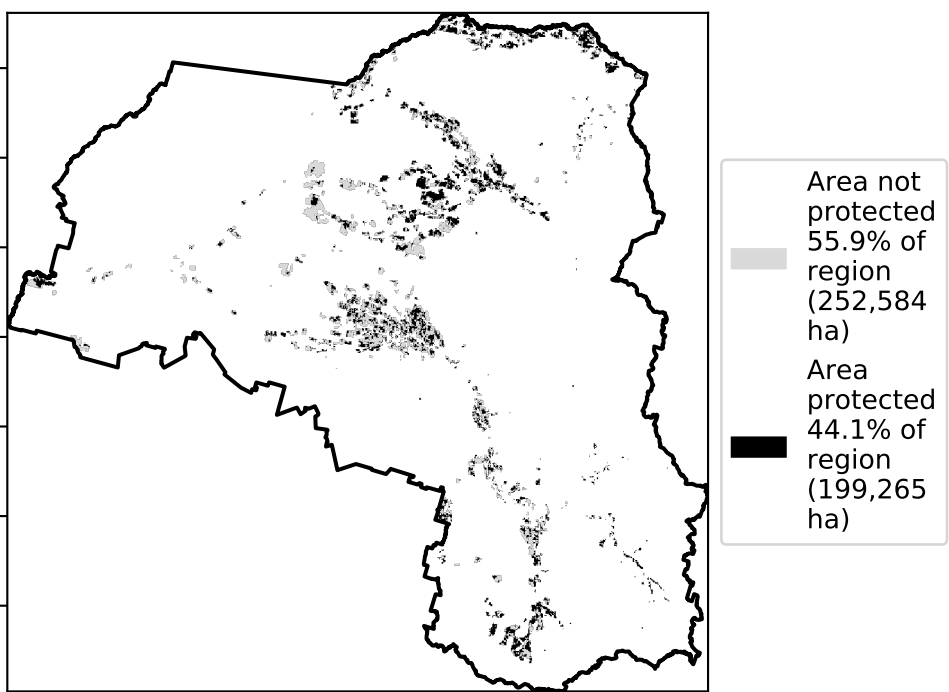 Area not
protected
55.9% of
region
(252,584
ha)
Area
protected
44.1% of
region
(199,265
ha)